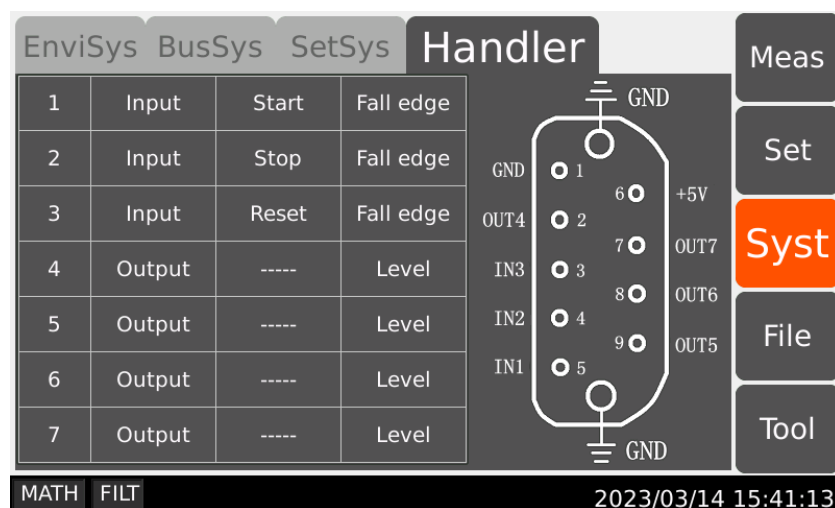 EnviSys BusSys SetSys Handler
1 Input Start Fall edge
2 Input Stop Fall edge
3 Input Reset Fall edge
4 Output ----- Level
5 Output ----- Level
6 Output ----- Level
7 Output ----- Level
GND
GND 1
6 +5V
OUT4 2
7 OUT7
IN3 3
8 OUT6
IN2 4
9 OUT5
IN1 5
GND
Meas
Set
Syst
File
Tool
MATH FILT 2023/03/14 15:41:13